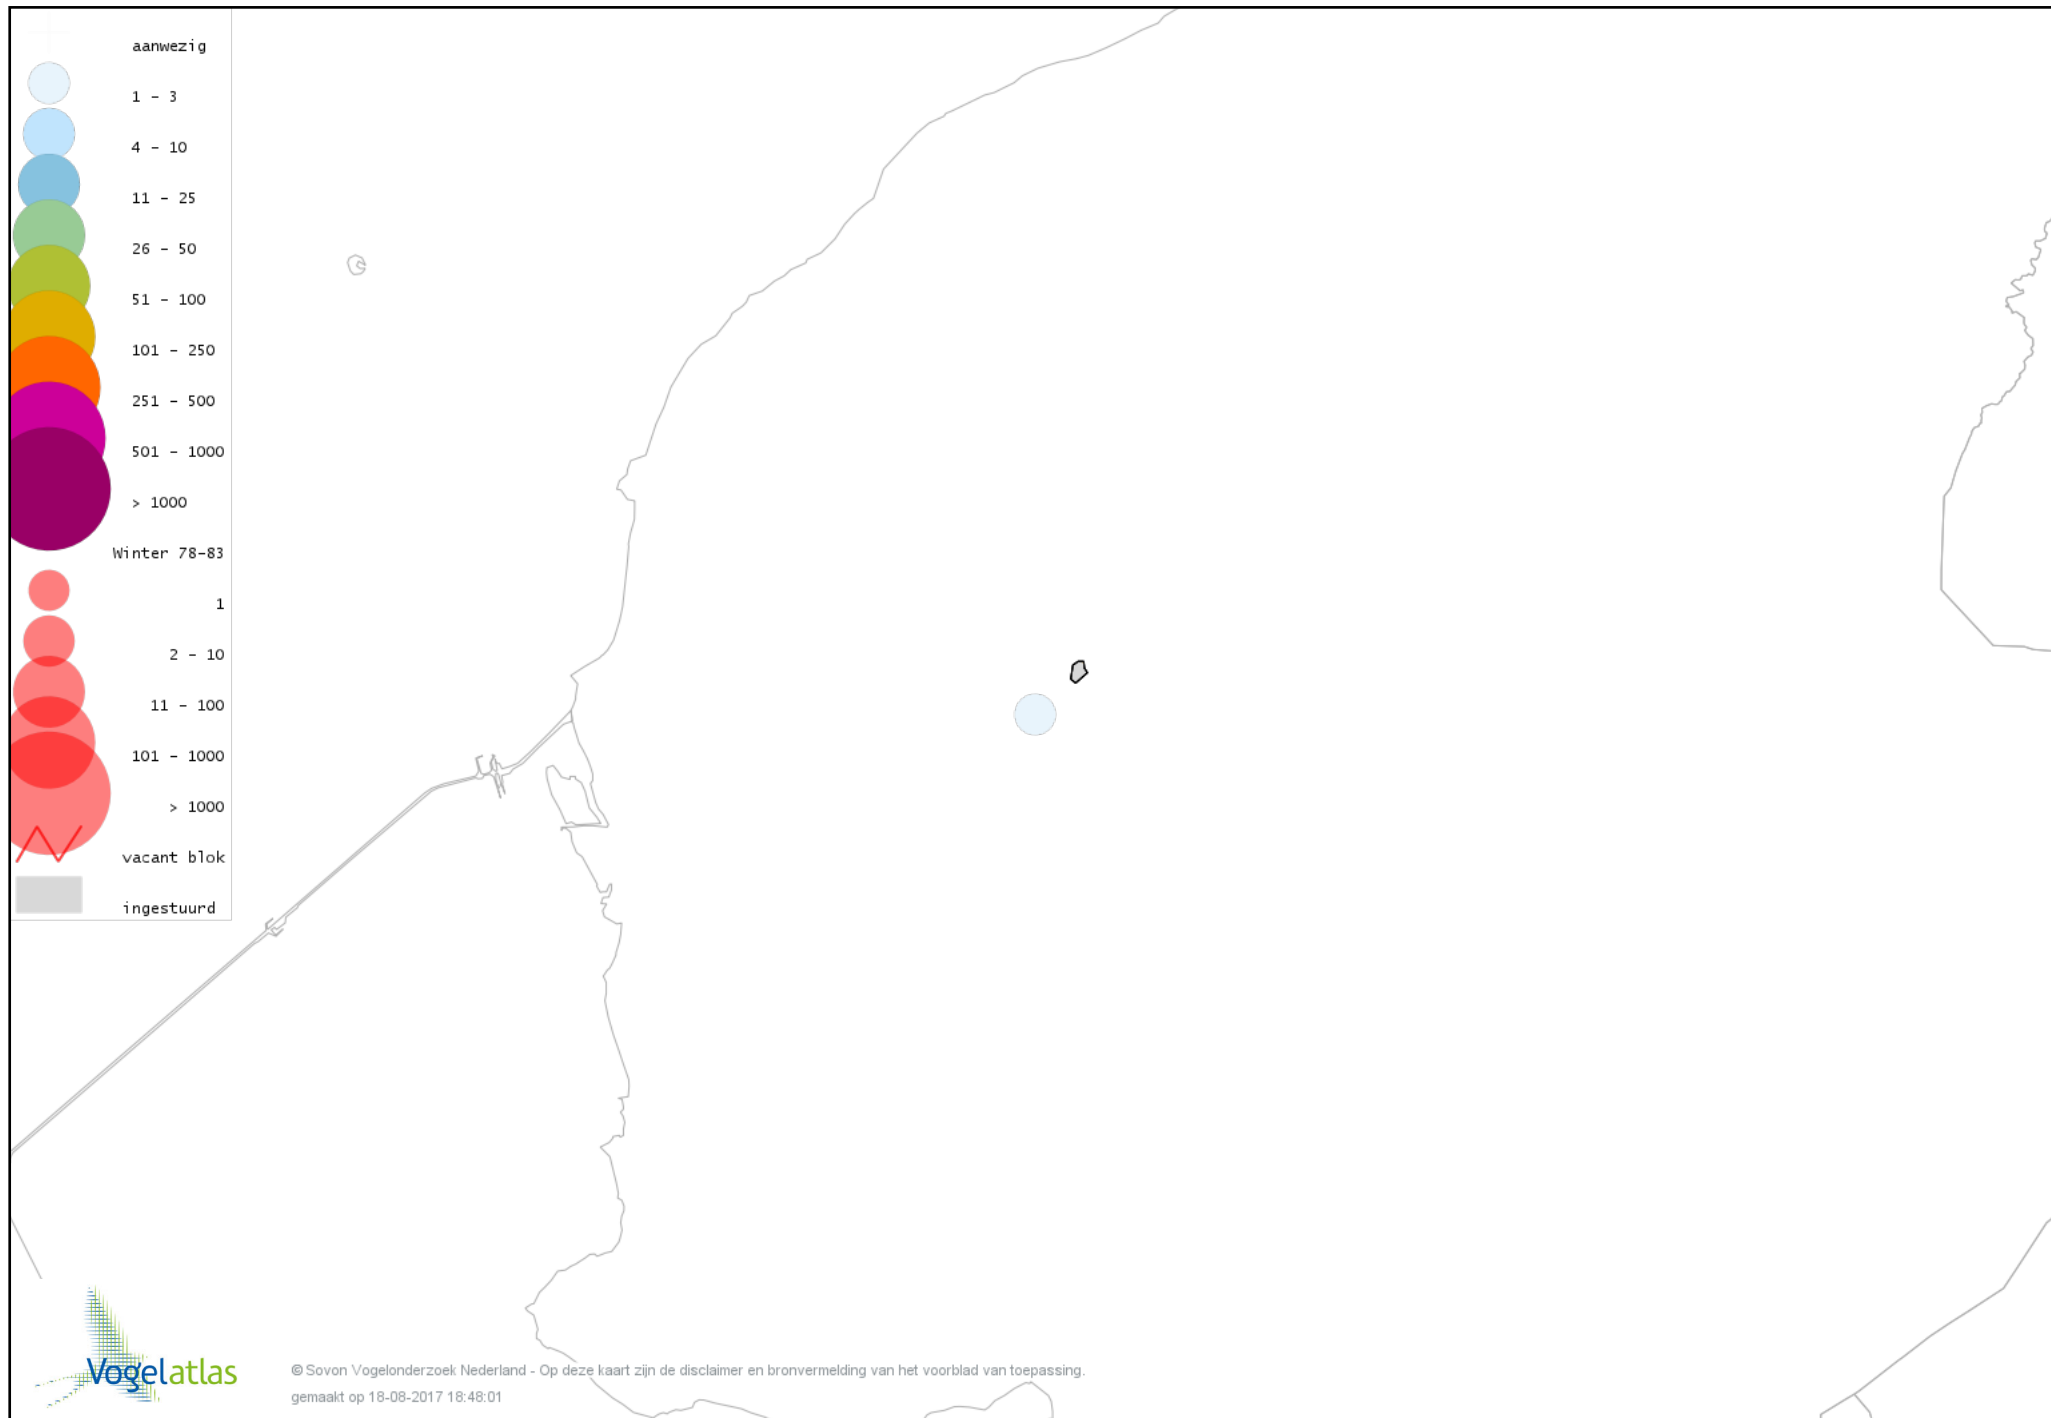 aanwezig
1 - 3
4 - 10
11 - 25
26 - 50
51 - 100
101 - 250
251 - 500
501 - 1000
> 1000
Winter 78-83
1
2 - 10
11 - 100
101 - 1000
> 1000
vacant blok
ingestuurd
Vogelatlas
© Sovon Vogelonderzoek Nederland - Op deze kaart zijn de disclaimer en bronvermelding van het voorblad van toepassing.
gemaakt op 18-08-2017 18:48:01